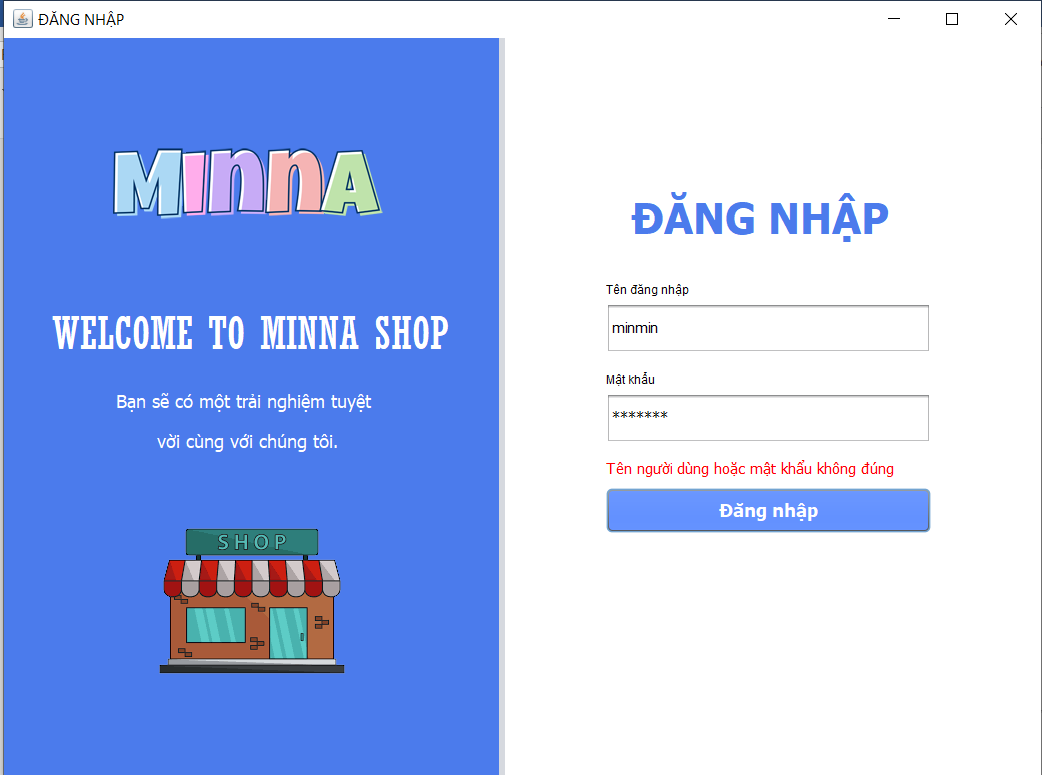 ĐĂNG NHẬP
MINNA
WELCOME TO MINNA SHOP
Bạn sẽ có một trải nghiệm tuyệt
vời cùng với chúng tôi.
SHOP
ĐĂNG NHẬP
Tên đăng nhập
minmin
Mật khẩu
*******
Tên người dùng hoặc mật khẩu không đúng
Đăng nhập